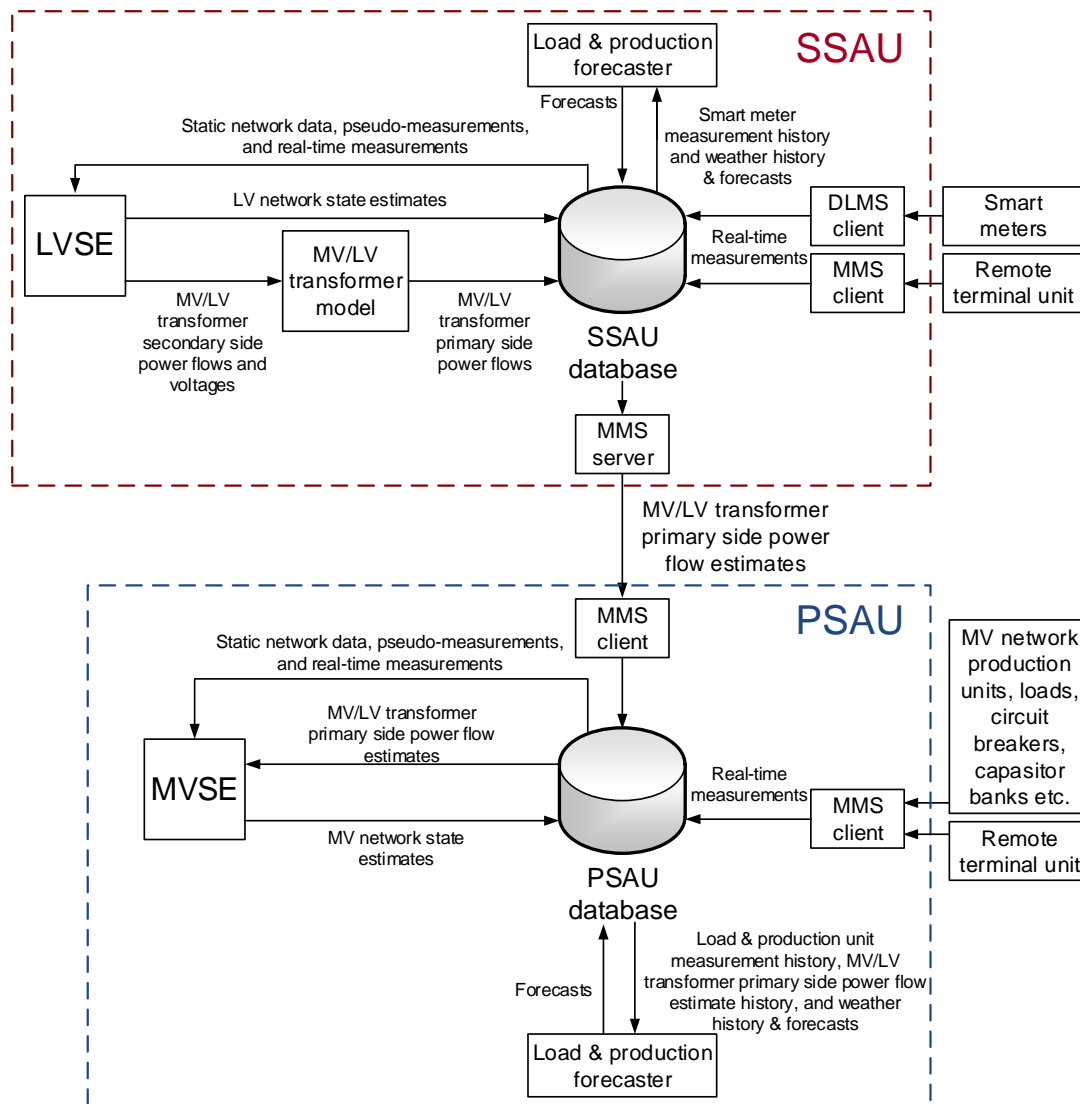 SSAU
Load & production
forecaster
Forecasts
Smart meter
measurement history
and weather history
& forecasts
Static network data, pseudo-measurements,
and real-time measurements
LVSE
LV network state estimates
MV/LV
transformer
model
MV/LV
transformer
secondary side
power flows and
voltages
MV/LV
transformer
primary side
power flows
DLMS
client
Smart
meters
Real-time
measurements
MMS
client
Remote
terminal unit
SSAU
database
MMS
server
MV/LV transformer
primary side power
flow estimates
PSAU
MMS
client
Static network data, pseudo-measurements,
and real-time measurements
MV/LV transformer
primary side power flow
estimates
MVSE
MV network state
estimates
Real-time
measurements
MMS
client
MV network
production
units, loads,
circuit
breakers,
capasitor
banks etc.
Remote
terminal unit
PSAU
database
Load & production unit
measurement history, MV/LV
transformer primary side power flow
estimate history, and weather
history & forecasts
Forecasts
Load & production
forecaster